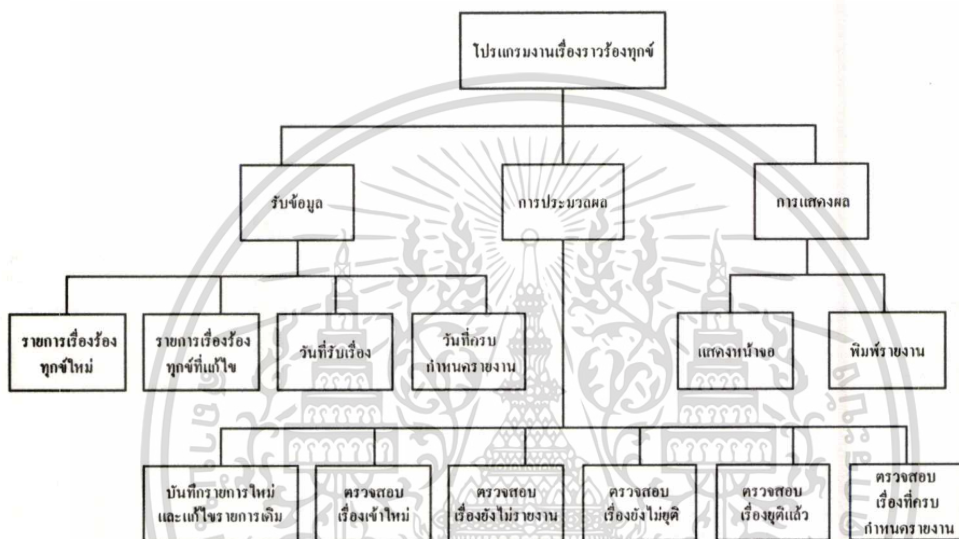 โปรแกรมงานเรื่องราวร้องทุกข์
รับข้อมูล
การประมวลผล
การแสดงผล
รายการเรื่องร้อง
ทุกข์ใหม่
รายการเรื่องร้อง
ทุกข์ที่แก้ไข
วันที่รับเรื่อง
วันที่ครบ
กำหนดรายงาน
แสดงหน้าจอ
พิมพ์รายงาน
บันทึกรายการใหม่
และแก้ไขรายการเดิม
ตรวจสอบ
เรื่องเข้าใหม่
ตรวจสอบ
เรื่องยังไม่รายงาน
ตรวจสอบ
เรื่องยังไม่ยุติ
ตรวจสอบ
เรื่องยุติแล้ว
ตรวจสอบ
เรื่องที่ครบ
กำหนดรายงาน